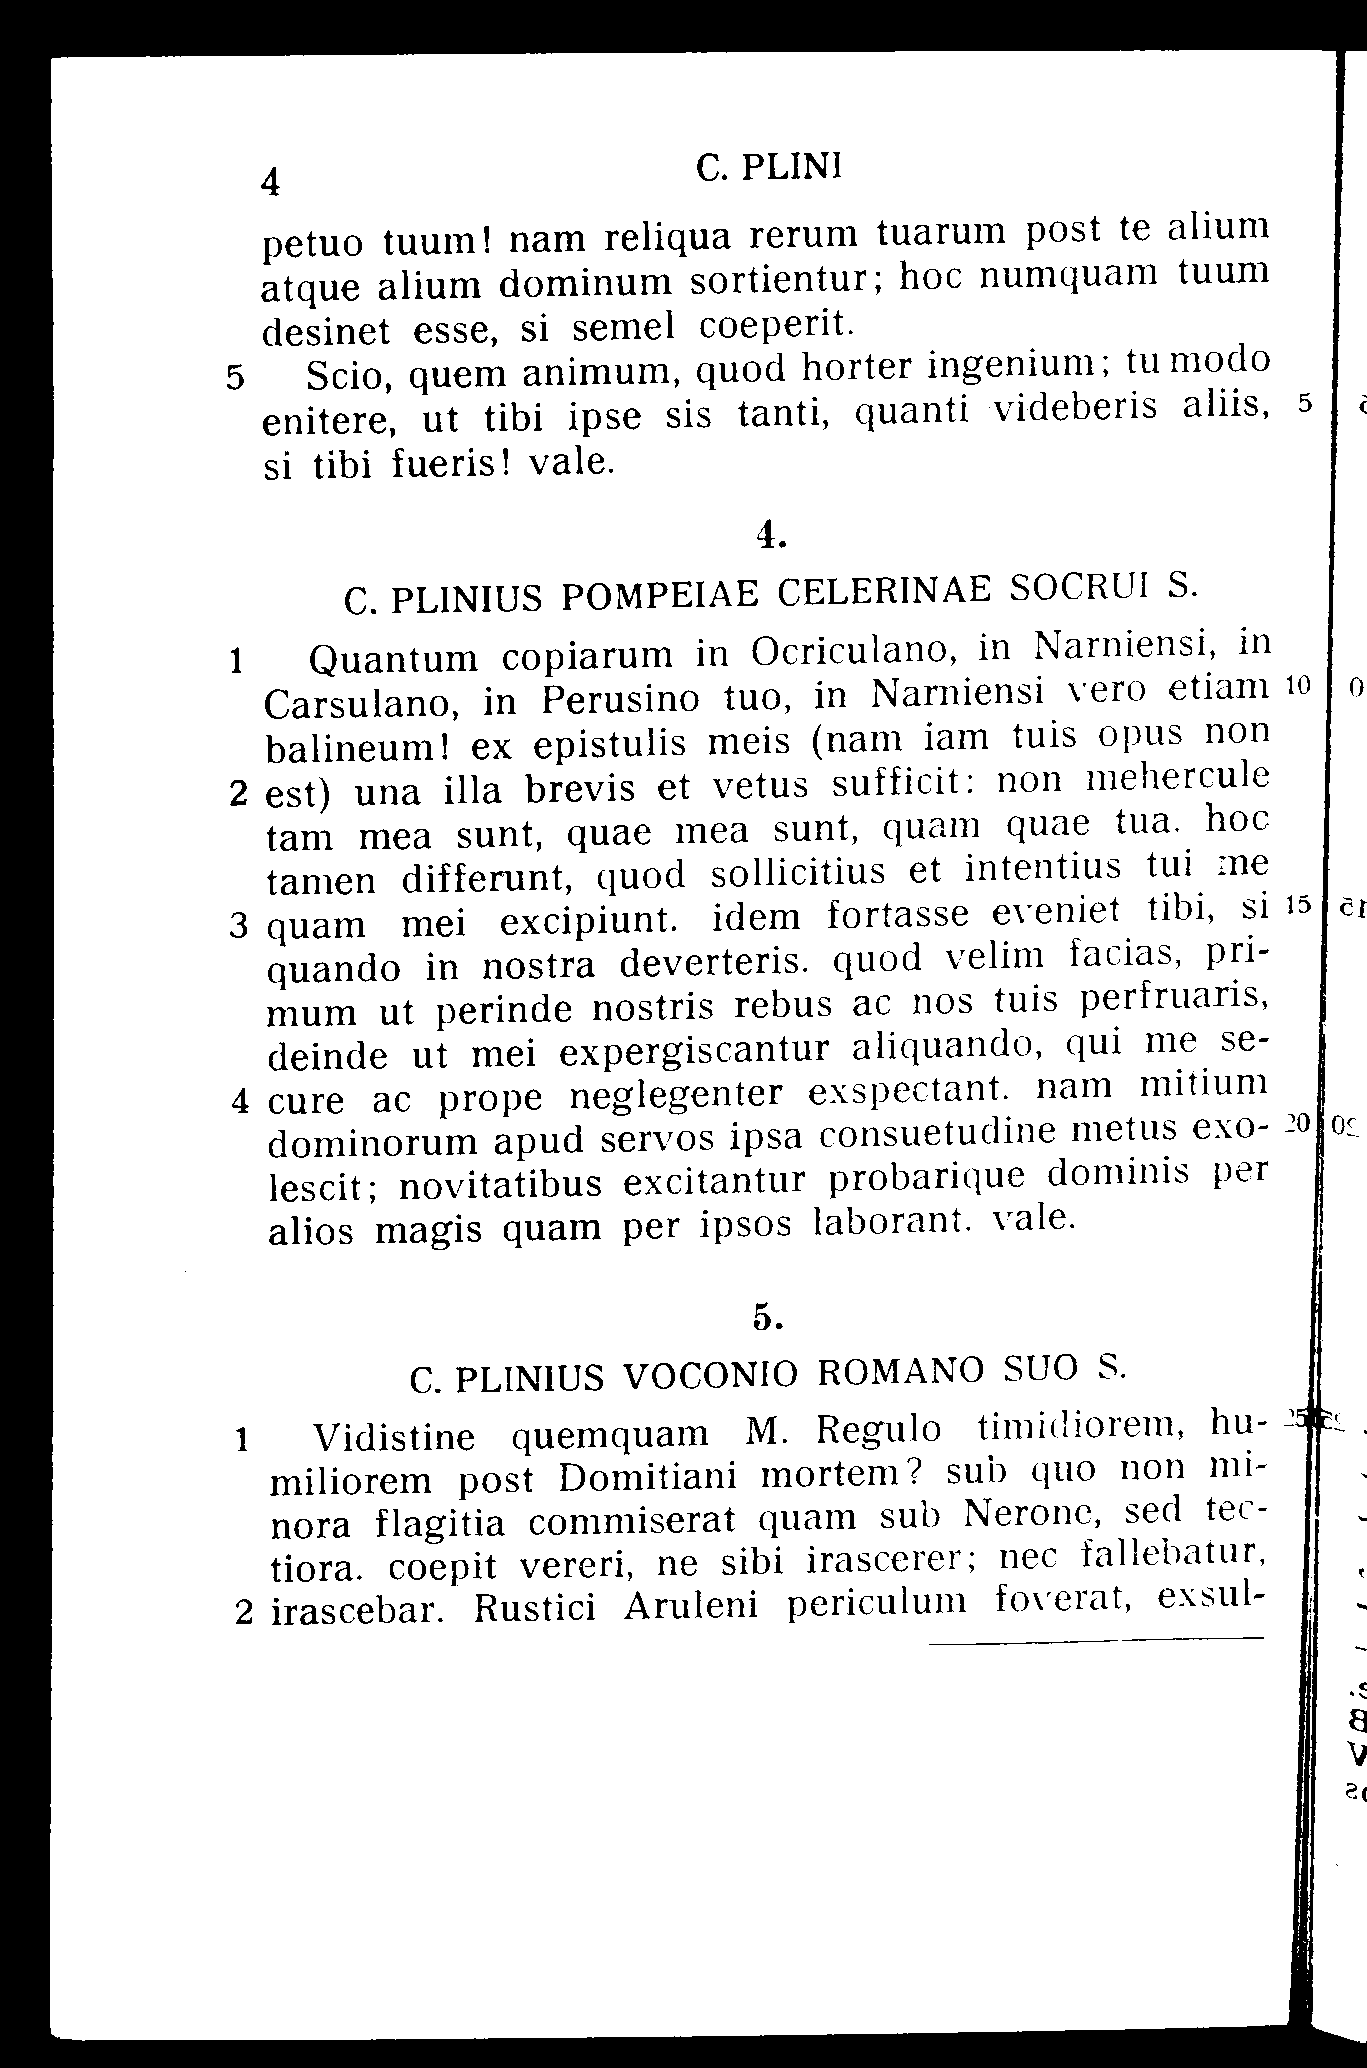 4 C. PLINI
petuo tuum! nam reliqua rerum tuarum post te alium
atque alium dominum sortientur; hoc numquam tuum
desinet esse, si semel coeperit.
5 Scio, quem animum, quod horter ingenium; tu modo
enitere, ut tibi ipse sis tanti, quanti videberis aliis, 5
si tibi fueris! vale.
4.
C. PLINIUS POMPEIAE CELERINAE SOCRUI S.
1 Quantum copiarum in Ocriculano, in Narniensi, in
Carsulano, in Perusino tuo, in Narniensi vero etiam 10
balineum! ex epistulis meis (nam iam tuis opus non
2 est) una illa brevis et vetus sufficit: non mehercule
tam mea sunt, quae mea sunt, quam quae tua. hoc
tamen differunt, quod sollicitius et intentius tui me
3 quam mei excipiunt. idem fortasse eveniet tibi, si 15
quando in nostra deverteris. quod velim facias, pri-
mum ut perinde nostris rebus ac nos tuis perfruaris,
deinde ut mei expergiscantur aliquando, qui me se-
4 cure ac prope neglegenter exspectant. nam mitium
dominorum apud servos ipsa consuetudine metus exo- 20
lescit; novitatibus excitantur probarique dominis per
alios magis quam per ipsos laborant. vale.
5.
C. PLINIUS VOCONIO ROMANO SUO S.
1 Vidistine quemquam M. Regulo timidiorem, hu- 25
miliorem post Domitiani mortem? sub quo non mi-
nora flagitia commiserat quam sub Nerone, sed tec-
tiora. coepit vereri, ne sibi irascerer; nec fallebatur,
2 irascebar. Rustici Aruleni periculum foverat, exsul-